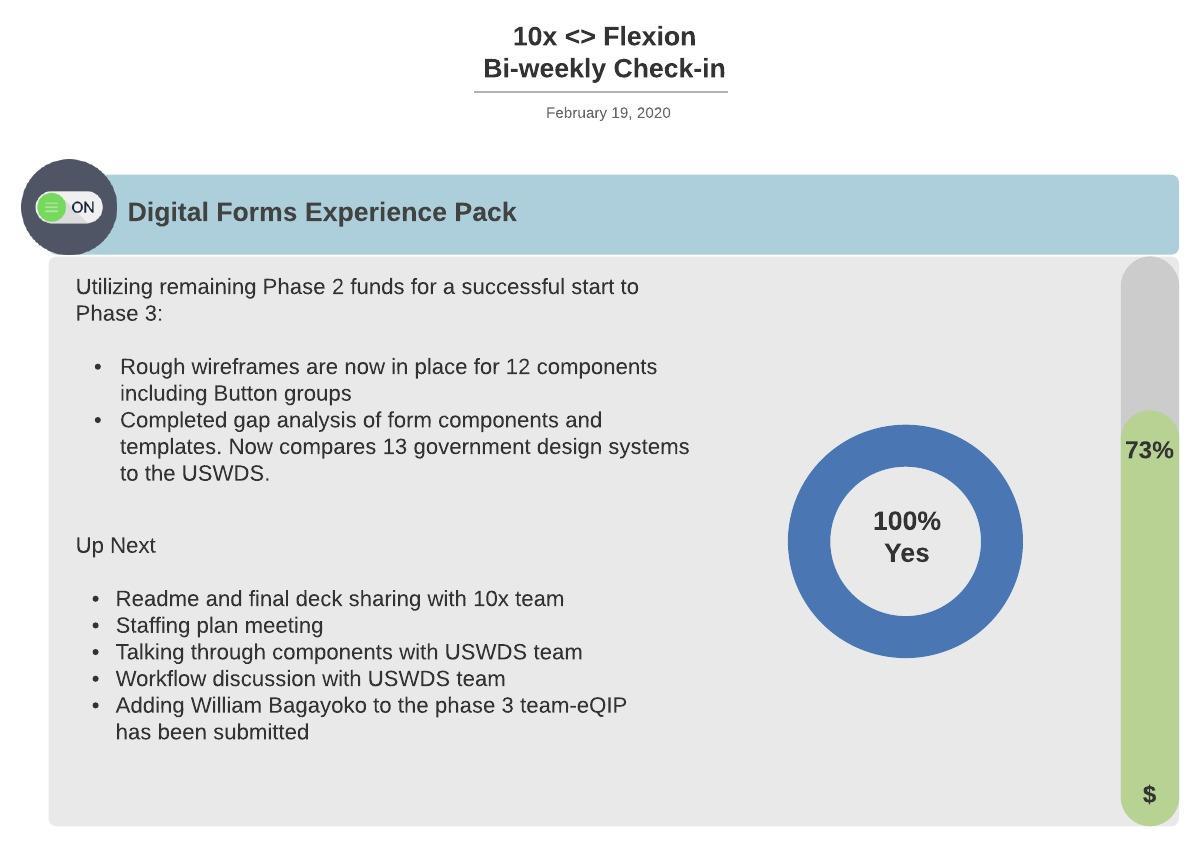 10x <> Flexion
Bi-weekly Check-in
February 19, 2020
ON
Digital Forms Experience Pack
Utilizing remaining Phase 2 funds for a successful start to
Phase 3:
• Rough wireframes are now in place for 12 components
including Button groups
• Completed gap analysis of form components and
templates. Now compares 13 government design systems
to the USWDS.
Up Next
• Readme and final deck sharing with 10x team
• Staffing plan meeting
• Talking through components with USWDS team
• Workflow discussion with USWDS team
• Adding William Bagayoko to the phase 3 team-eQIP
has been submitted
100%
Yes
73%
$